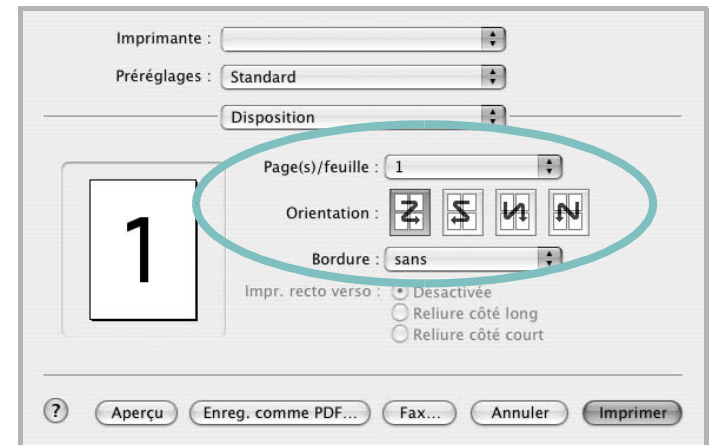 Imprimante :
Préréglages : Standard
Disposition
Page(s)/feuille : 1
1
Orientation :
Bordure : sans
Impr. recto verso : Désactivée
Reliure côté long
Reliure côté court
? Aperçu Enreg. comme PDF... Fax... Annuler Imprimer